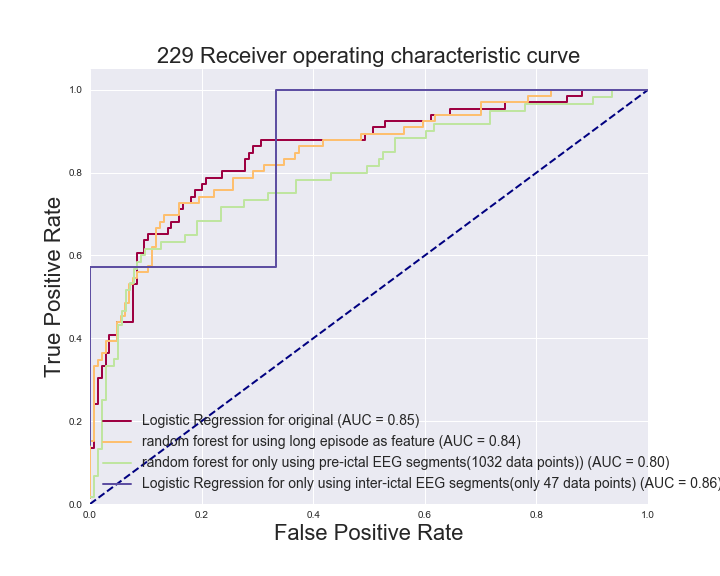 229 Receiver operating characteristic curve
1.0
0.8
0.6
0.4
0.2
0.0
True Positive Rate
Logistic Regression for original (AUC = 0.85)
random forest for using long episode as feature (AUC = 0.84)
random forest for only using pre-ictal EEG segments(1032 data points)) (AUC = 0.80)
Logistic Regression for only using inter-ictal EEG segments(only 47 data points) (AUC = 0.86)
0.0 0.2 0.4 0.6 0.8 1.0
False Positive Rate